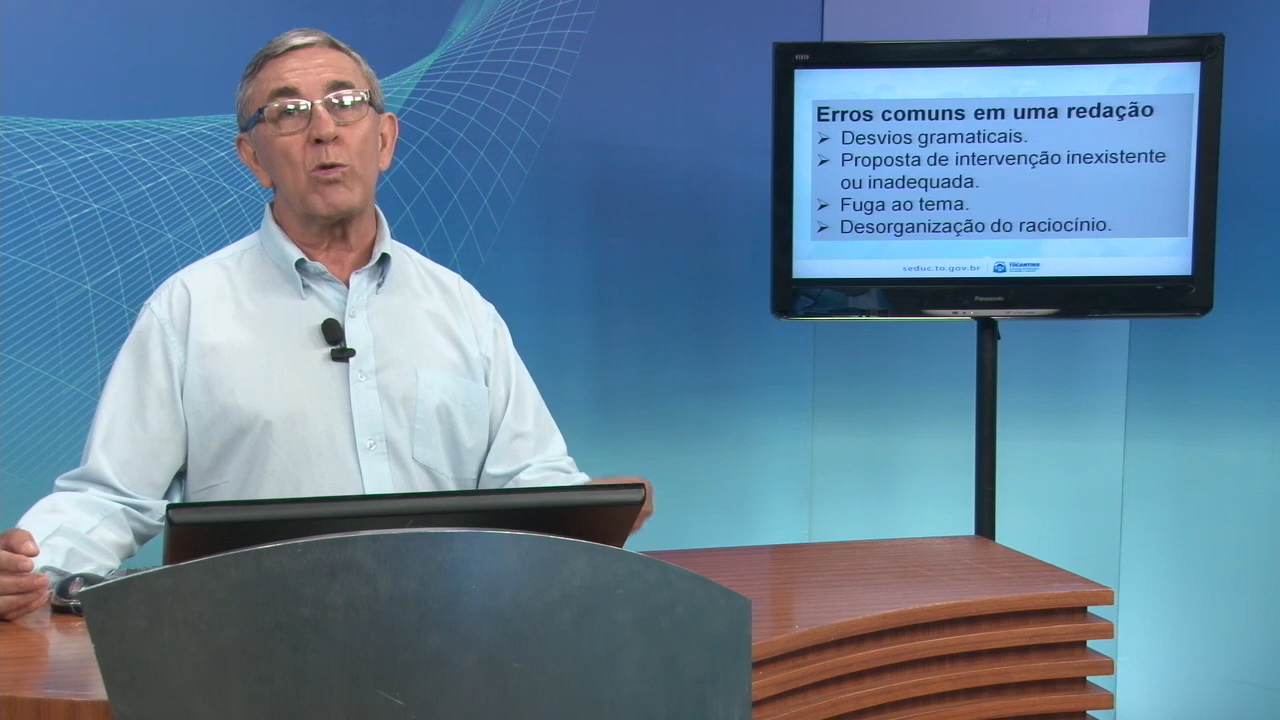 Erros comuns em uma redação
➢ Desvios gramaticais.
➢ Proposta de intervenção inexistente
ou inadequada.
➢ Fuga ao tema.
➢ Desorganização do raciocínio.
seduc.to.gov.br
TOCANTINS
Panasonic